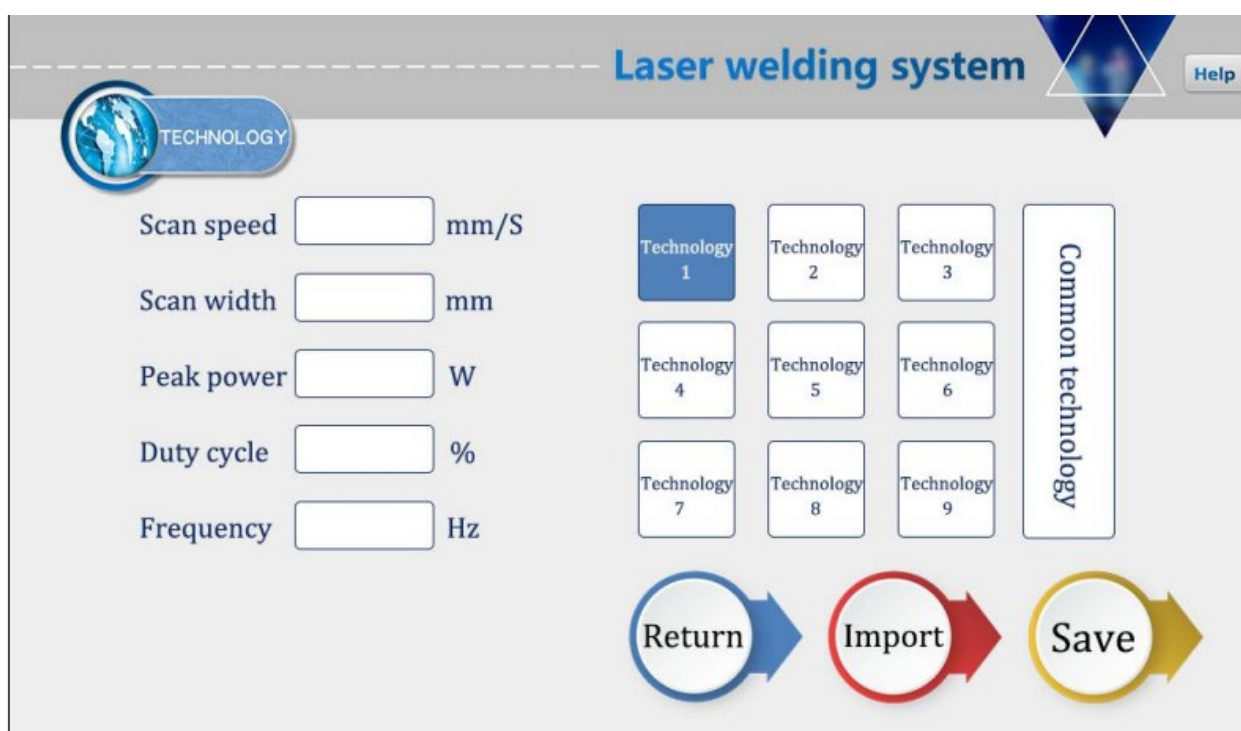 Laser welding system
Help
TECHNOLOGY
Scan speed mm/S
Scan width mm
Peak power W
Duty cycle %
Frequency Hz
Technology 1
Technology 2
Technology 3
Technology 4
Technology 5
Technology 6
Technology 7
Technology 8
Technology 9
Common technology
Return
Import
Save